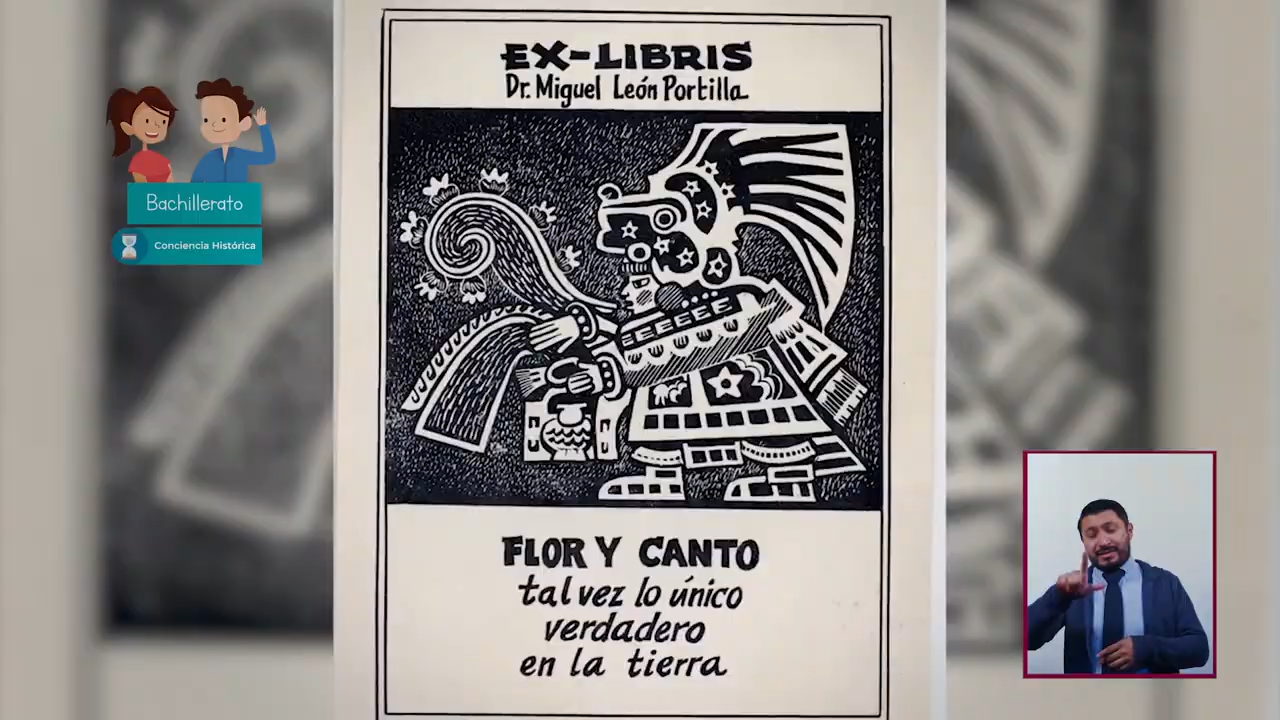 EX-LIBRIS
Dr. Miguel León Portilla
Bachillerato
Conciencia Histórica
FLOR Y CANTO
tal vez lo único
verdadero
en la tierra